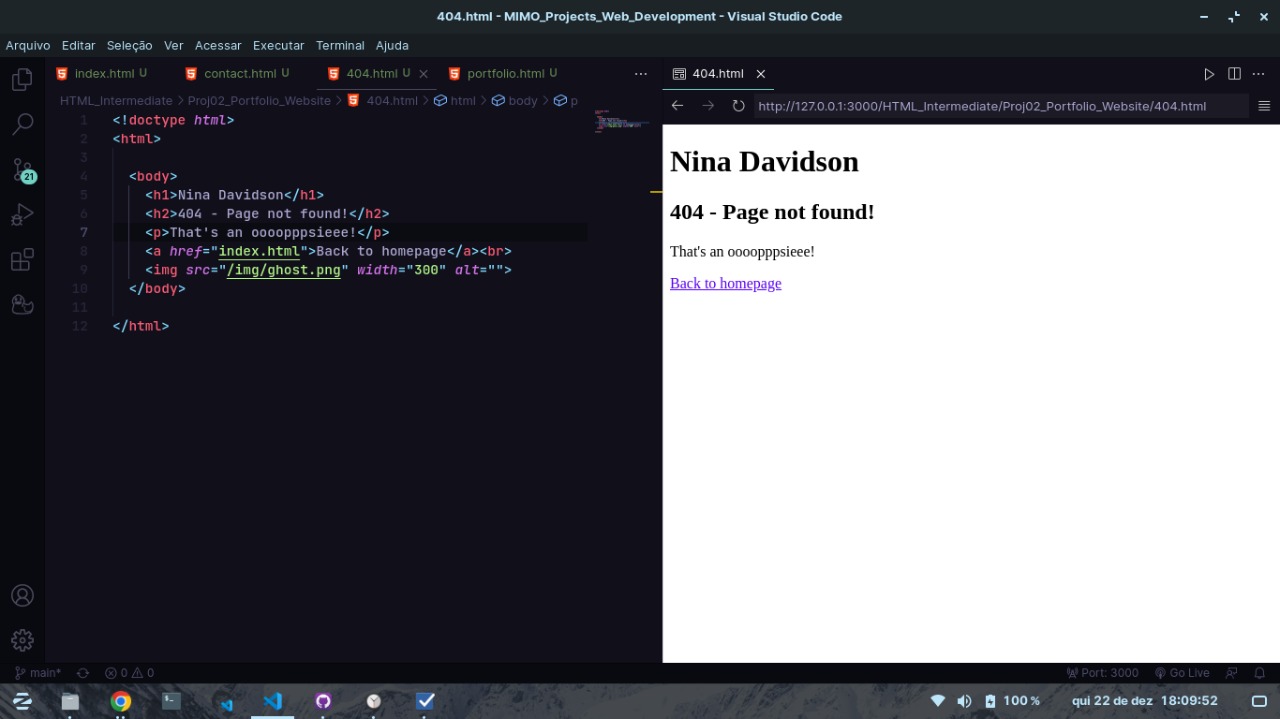 404.html - MIMO_Projects_Web_Development - Visual Studio Code
Arquivo Editar Seleção Ver Acessar Executar Terminal Ajuda
index.html U contact.html U 404.html U portfolio.html U
404.html
HTML_Intermediate > Proj02_Portfolio_Website > 404.html > html > body > p
http://127.0.0.1:3000/HTML_Intermediate/Proj02_Portfolio_Website/404.html
1 <!doctype html>
2 <html>
3
4 <body>
5 <h1>Nina Davidson</h1>
6 <h2>404 - Page not found!</h2>
7 <p>That's an oooopppsieee!</p>
8 <a href="index.html">Back to homepage</a><br>
9 <img src="/img/ghost.png" width="300" alt="">
10 </body>
11
12 </html>
21
Nina Davidson
404 - Page not found!
That's an oooopppsieee!
Back to homepage
main* 0 0 Port: 3000 Go Live
100 % qui 22 de dez 18:09:52